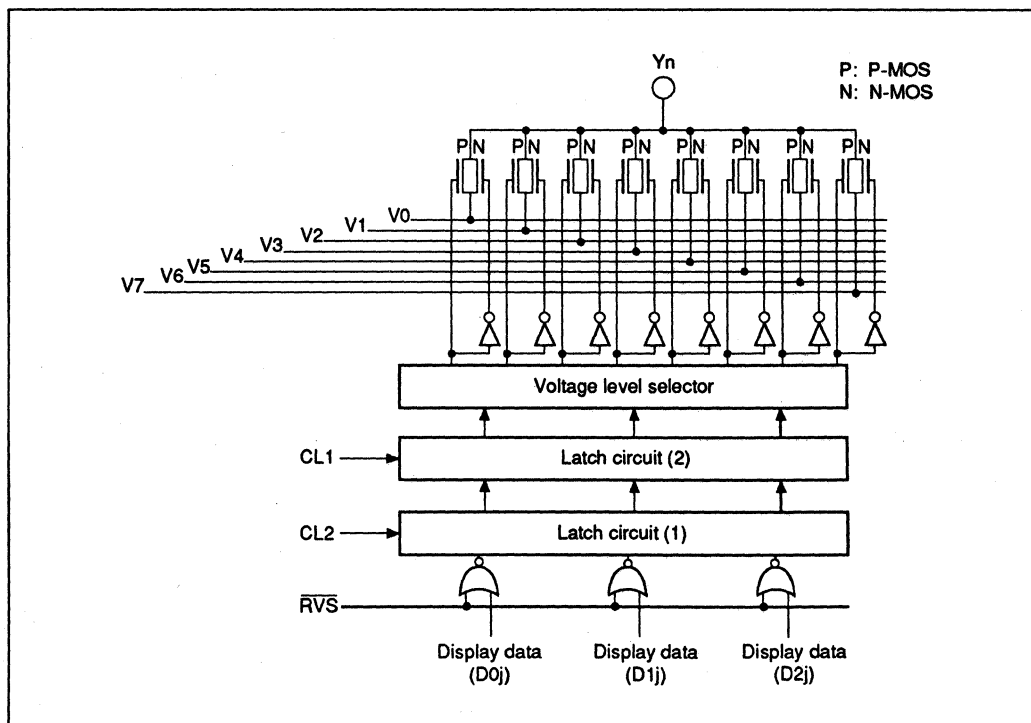 Yn
P: P-MOS
N: N-MOS
P N P N P N P N P N P N P N P N
V0
V1
V2
V3
V4
V5
V6
V7
Voltage level selector
CL1
Latch circuit (2)
CL2
Latch circuit (1)
RVS
Display data Display data Display data
(D0j) (D1j) (D2j)